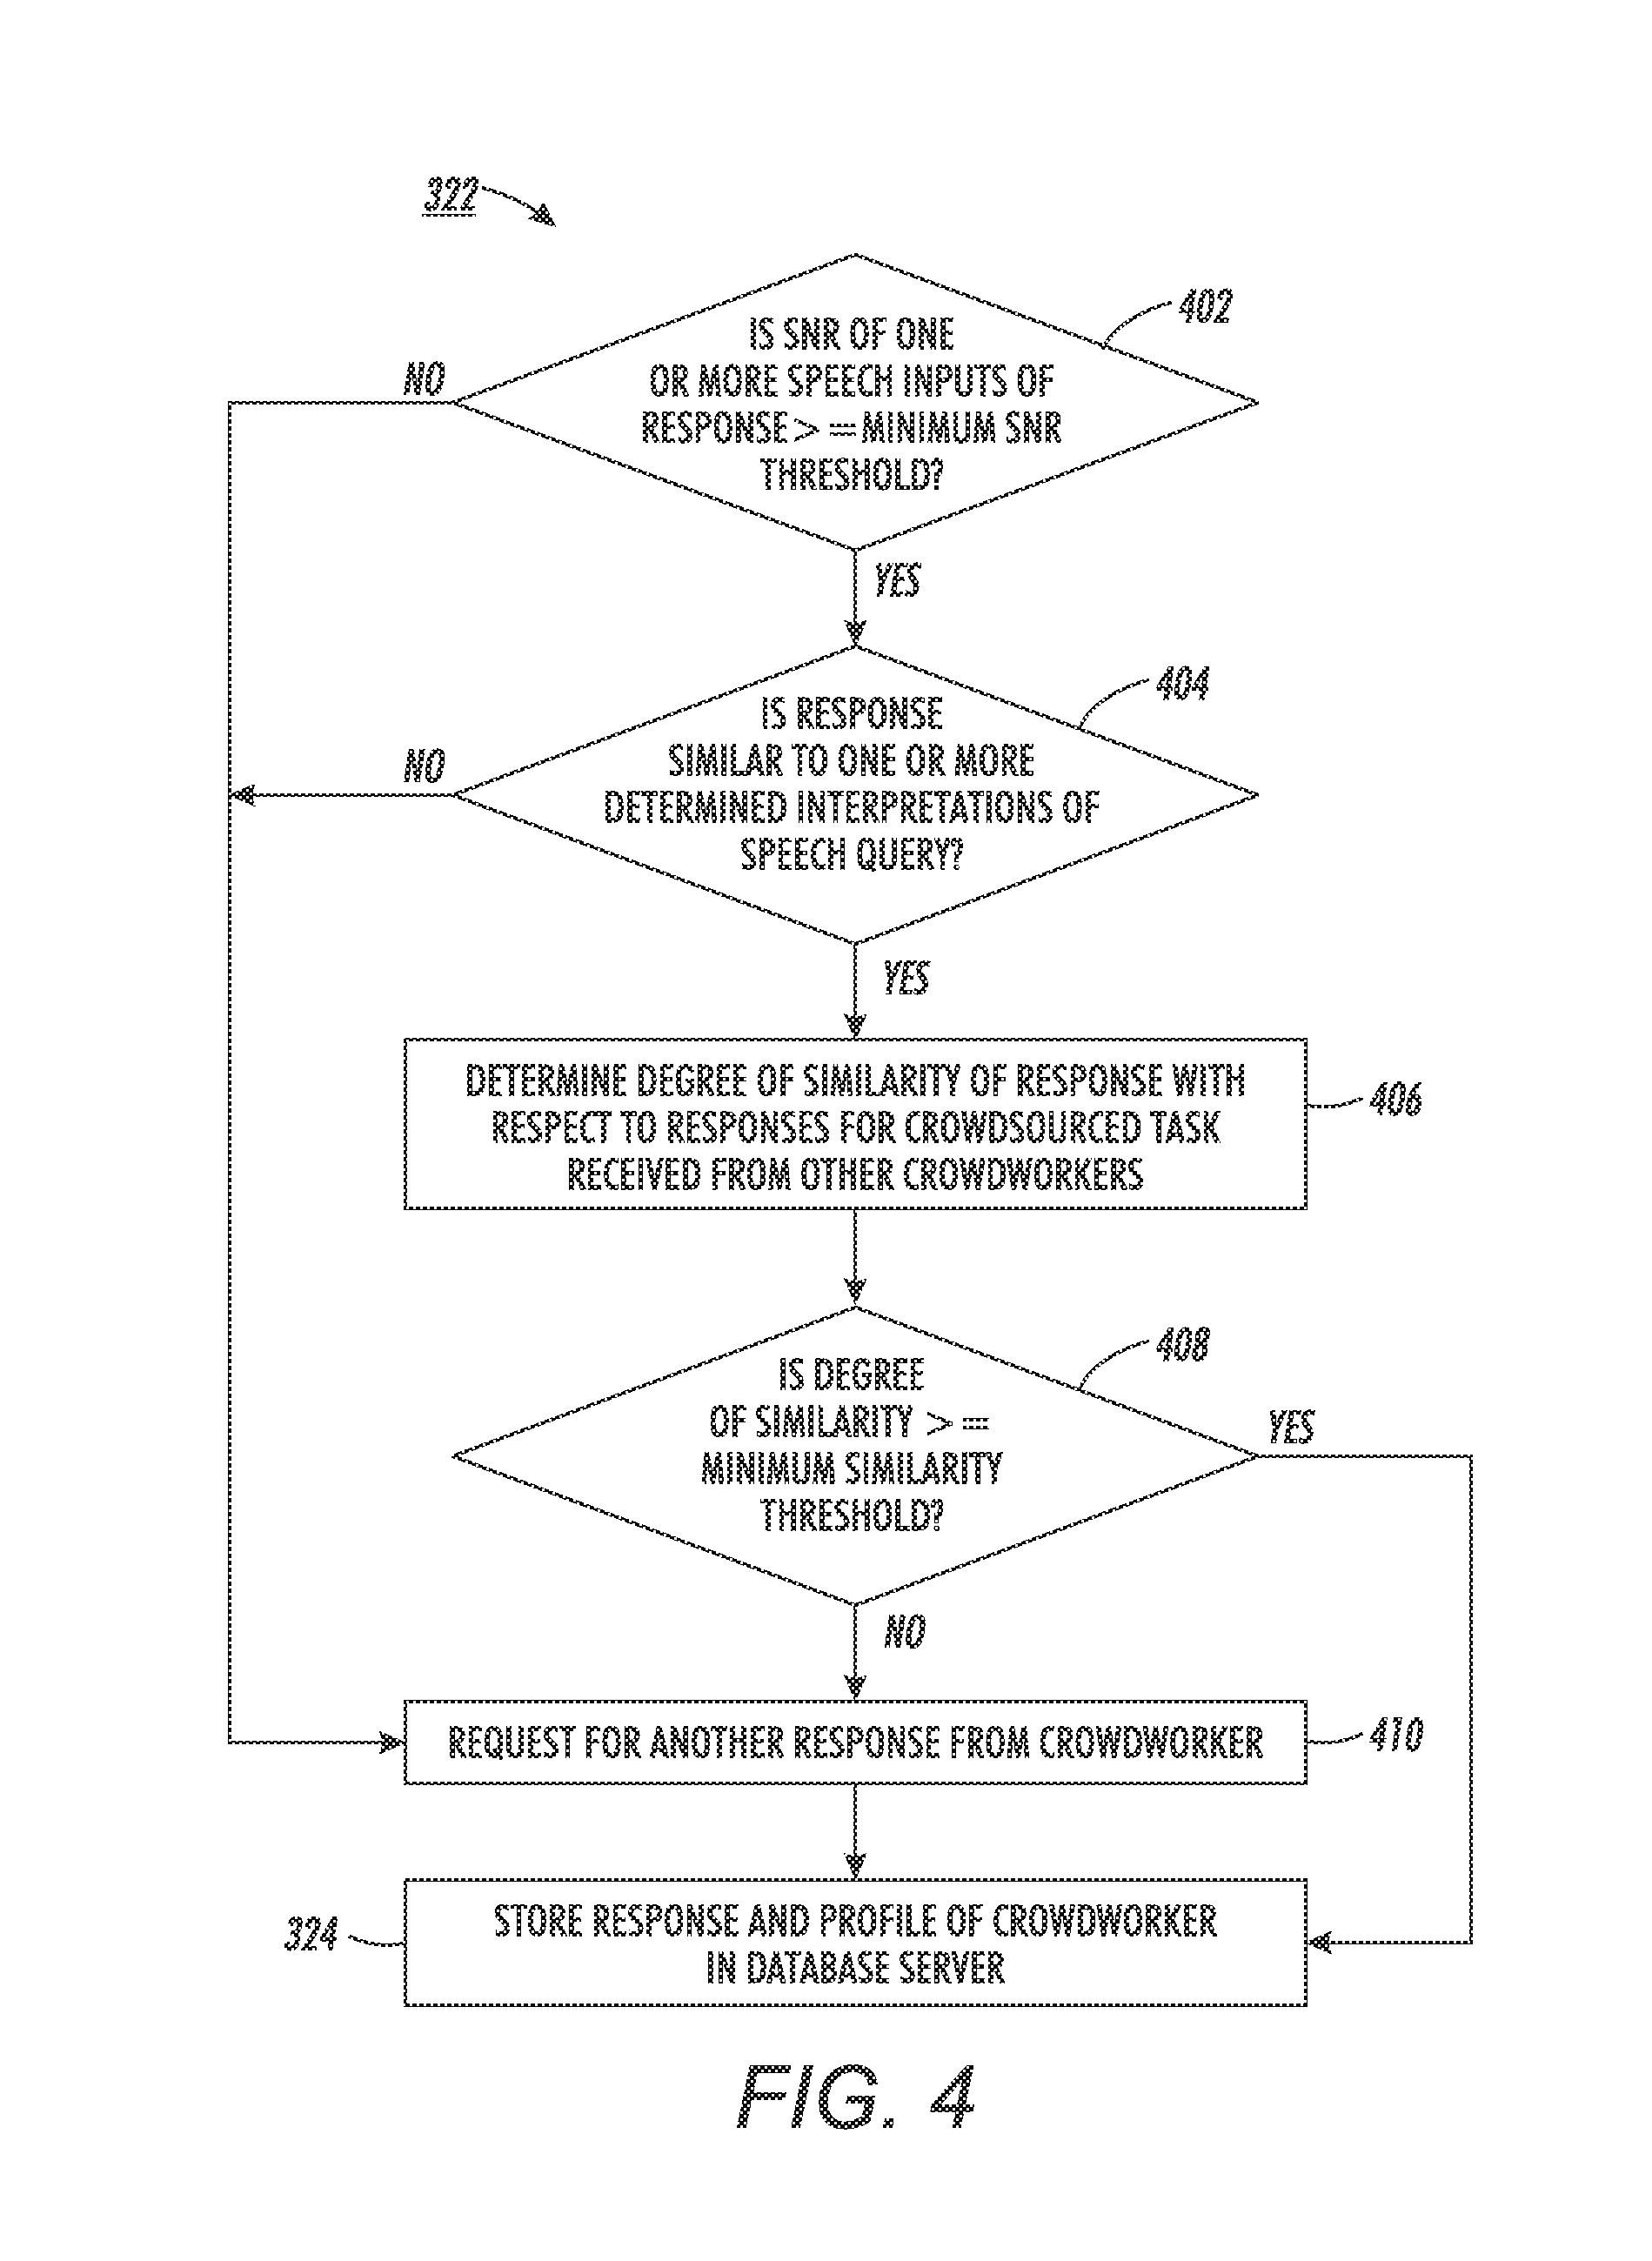 322
402
IS SNR OF ONE
OR MORE SPEECH INPUTS OF
RESPONSE > = MINIMUM SNR
THRESHOLD?
NO
YES
404
IS RESPONSE
SIMILAR TO ONE OR MORE
DETERMINED INTERPRETATIONS OF
SPEECH QUERY?
NO
YES
DETERMINE DEGREE OF SIMILARITY OF RESPONSE WITH
RESPECT TO RESPONSES FOR CROWDSOURCED TASK
RECEIVED FROM OTHER CROWDWORKERS
406
408
IS DEGREE
OF SIMILARITY > =
MINIMUM SIMILARITY
THRESHOLD?
YES
NO
REQUEST FOR ANOTHER RESPONSE FROM CROWDWORKER
410
324
STORE RESPONSE AND PROFILE OF CROWDWORKER
IN DATABASE SERVER
FIG. 4